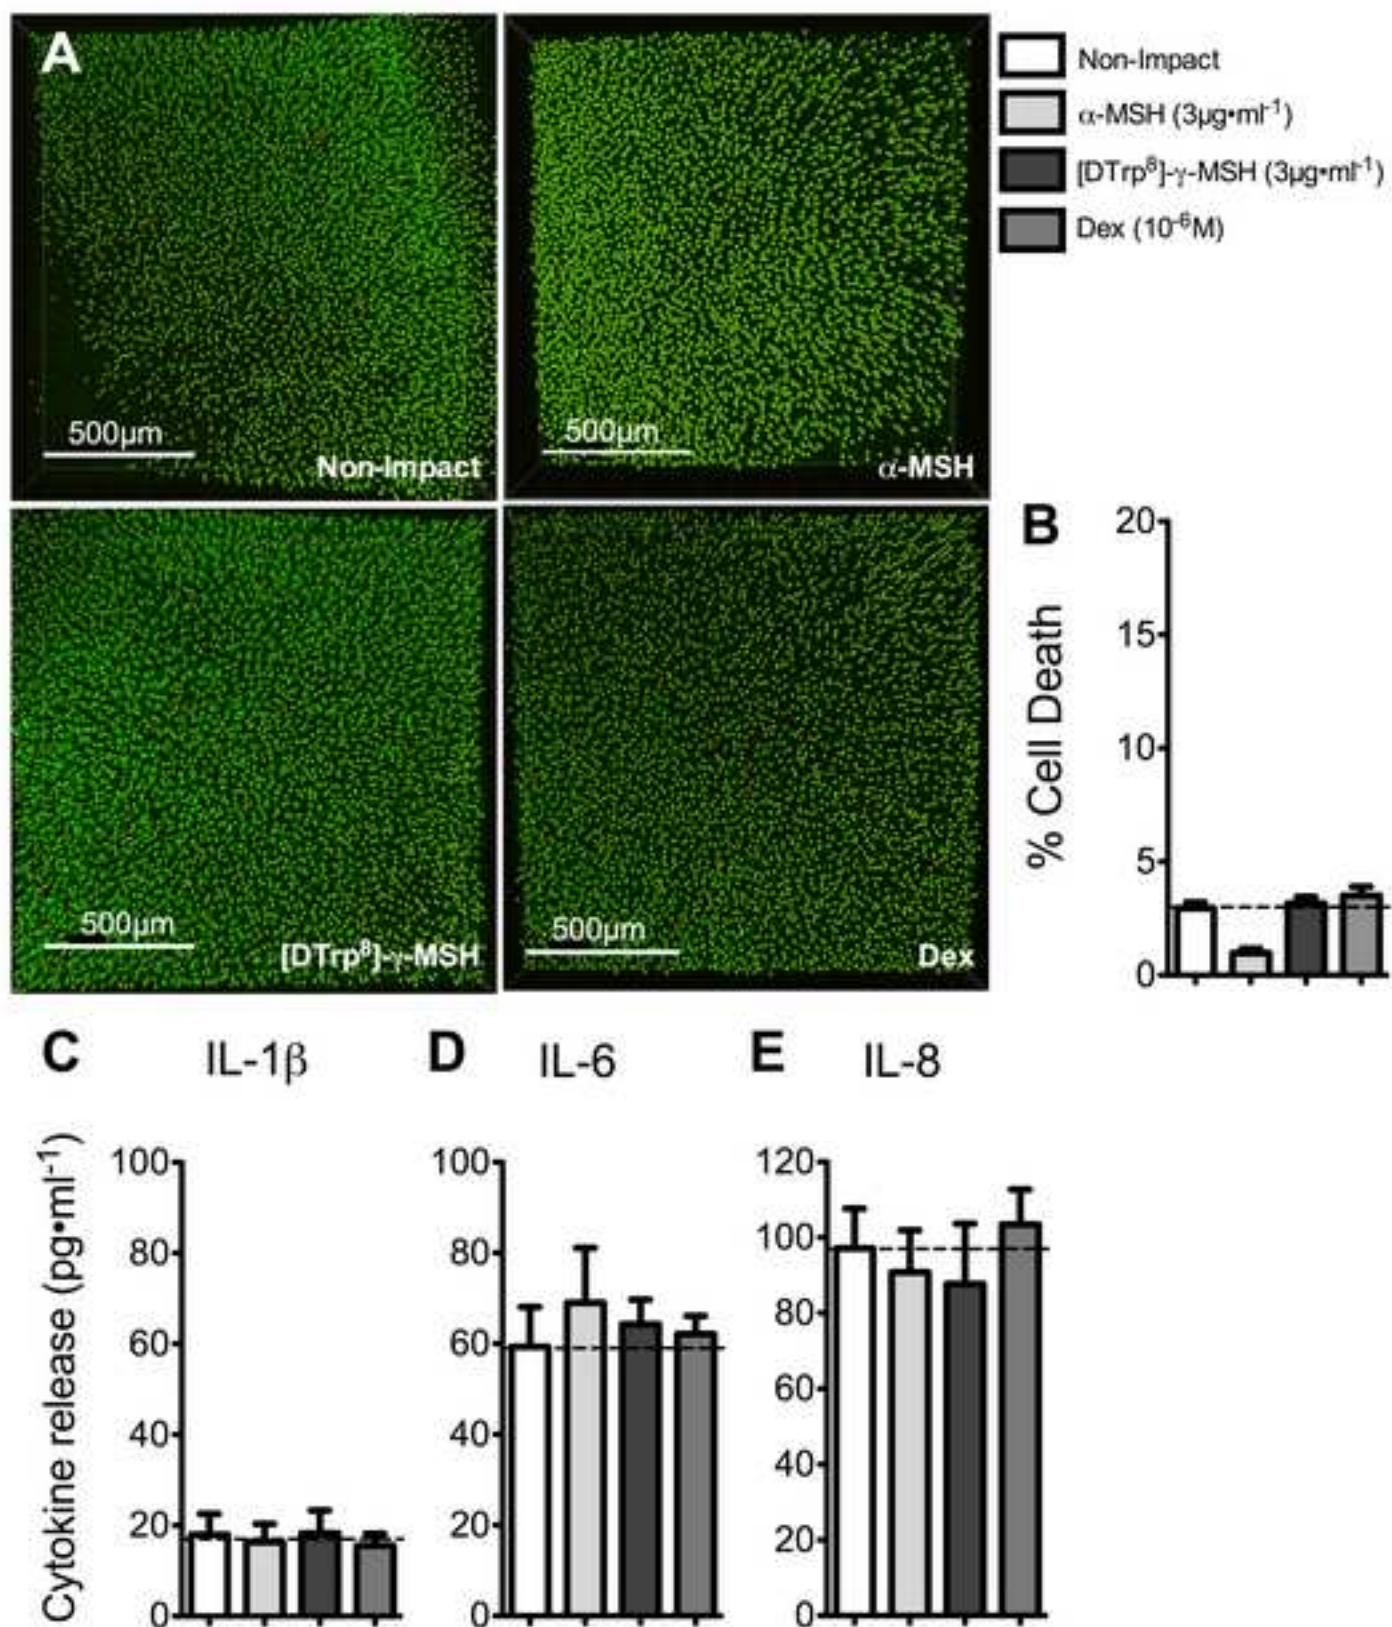 A
Non-Impact
α-MSH (3µg•ml⁻¹)
[DTrp⁸]-γ-MSH (3µg•ml⁻¹)
Dex (10⁻⁶M)
500µm
Non-Impact
500µm
α-MSH
500µm
[DTrp⁸]-γ-MSH
500µm
Dex
B
% Cell Death
20
15
10
5
0
C IL-1β
D IL-6
E IL-8
Cytokine release (pg•ml⁻¹)
100
80
60
40
20
0
100
80
60
40
20
0
120
100
80
60
40
20
0